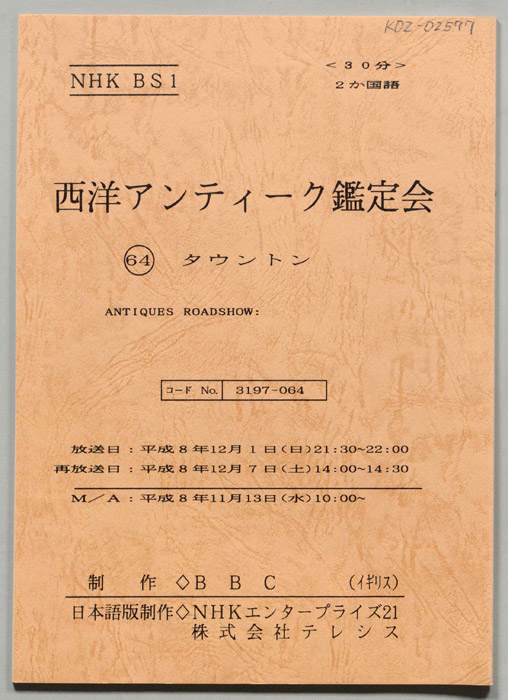 KDZ-02577
NHK BS1
<30分>
2か国語
西洋アンティーク鑑定会
64 タウントン
ANTIQUES ROADSHOW:
コード No. 3197-064
放送日:平成8年12月1日(日)21:30~22:00
再放送日:平成8年12月7日(土)14:00~14:30
M/A:平成8年11月13日(水)10:00~
制 作◇BBC (イギリス)
日本語版制作◇NHKエンタープライズ21
株式会社テレシス